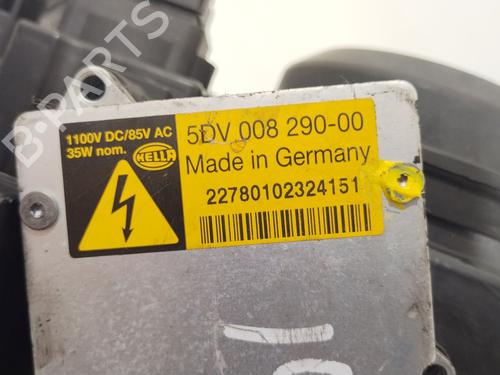 B-PARTS
1100V DC/85V AC
35W nom.
HELLA
5DV 008 290-00
Made in Germany
22780102324151